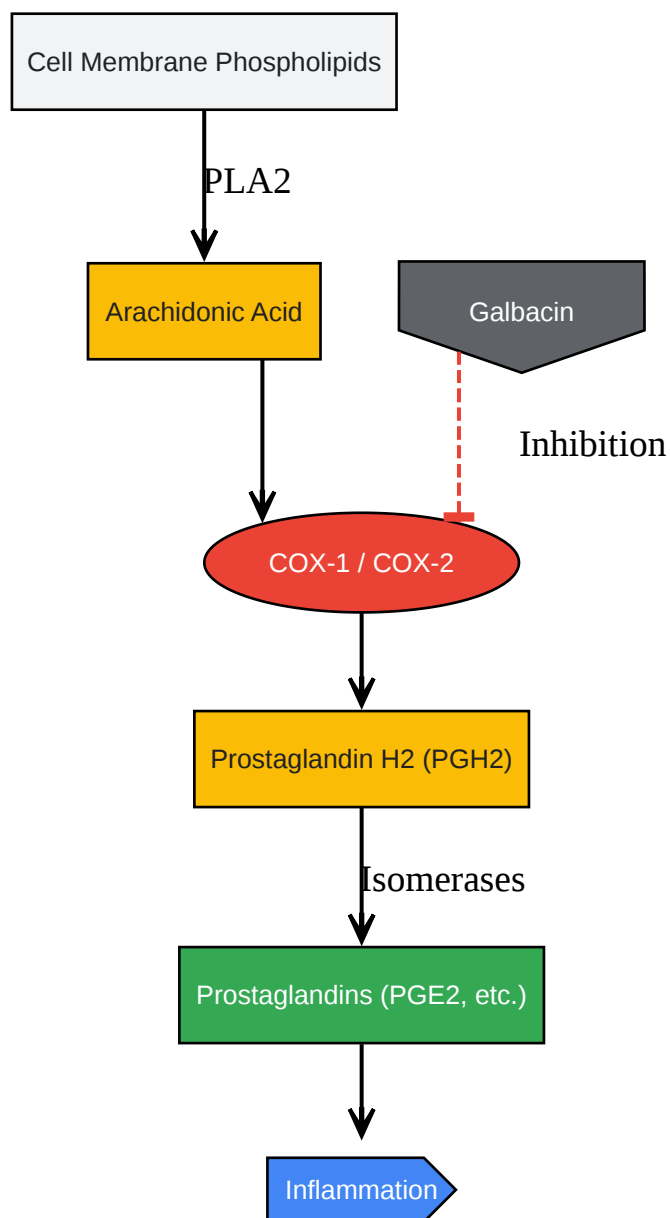 Cell Membrane Phospholipids
PLA2
Arachidonic Acid
Galbacin
Inhibition
COX-1 / COX-2
Prostaglandin H2 (PGH2)
Isomerases
Prostaglandins (PGE2, etc.)
Inflammation